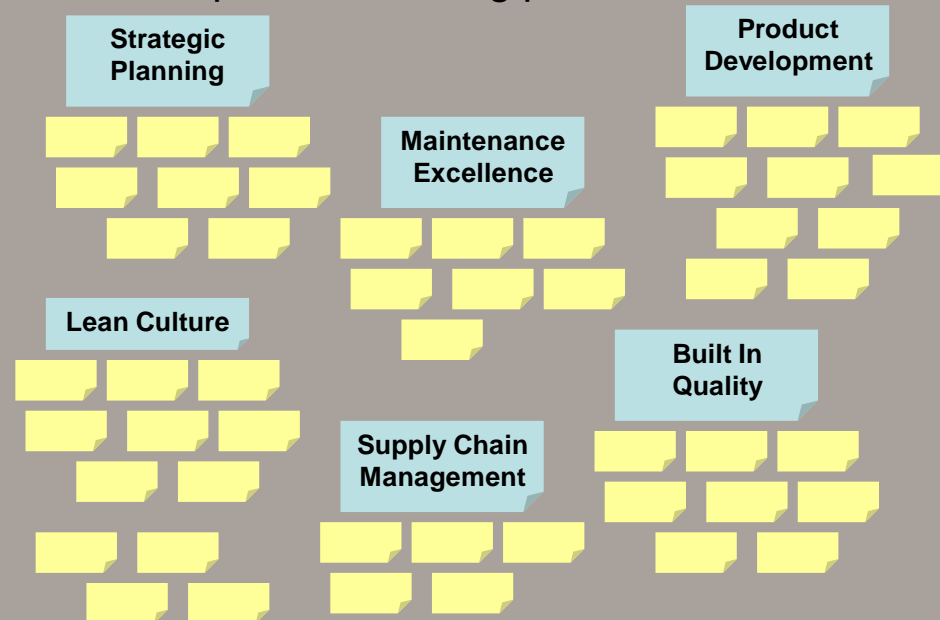 Strategic
Planning
Product
Development
Maintenance
Excellence
Lean Culture
Built In
Quality
Supply Chain
Management